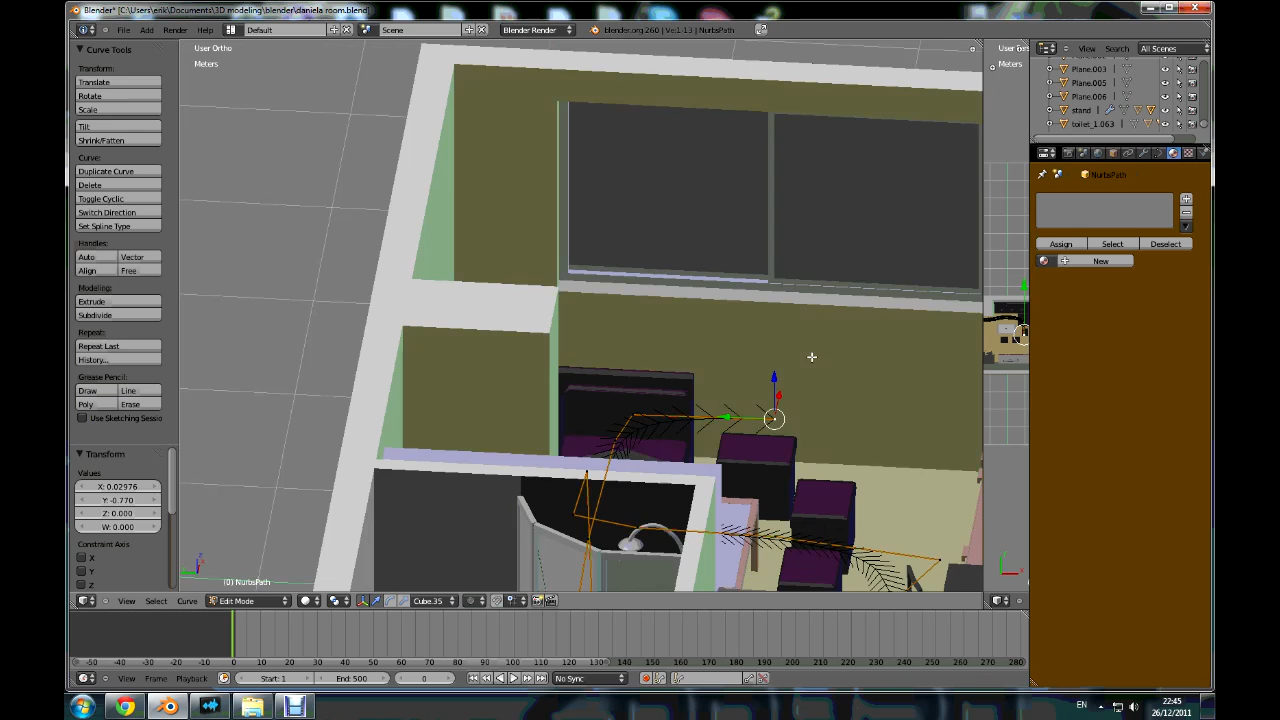 Blender* [C:\Users\erik\Documents\3D modeling\blender\daniela room.blend]
File Add Render Help Default Scene Blender Render blender.org 260 | Ve:1-13 | NurbsPath
Curve Tools
Transform:
Translate
Rotate
Scale
Tilt
Shrink/Fatten
Curve:
Duplicate Curve
Delete
Toggle Cyclic
Switch Direction
Set Spline Type
Handles:
Auto Vector
Align Free
Modeling:
Extrude
Subdivide
Repeat:
Repeat Last
History...
Grease Pencil:
Draw Line
Poly Erase
Use Sketching Sessio
Transform
Values
X: 0.02976
Y: -0.770
Z: 0.000
W: 0.000
Constraint Axis
X
Y
Z
User Ortho
Meters
(0) NurbsPath
View Select Curve Edit Mode Cube.35
Meters
View Search All Scenes
Plane.003
Plane.005
Plane.006
stand
toilet_1.063
NurbsPath
Assign Select Deselect
New
-50 -40 -30 -20 -10 0 10 20 30 40 50 60 70 80 90 100 110 120 130 140 150 160 170 180 190 200 210 220 230 240 250 260 270 280
View Frame Playback Start: 1 End: 500 0 No Sync
EN 22:45
26/12/2011